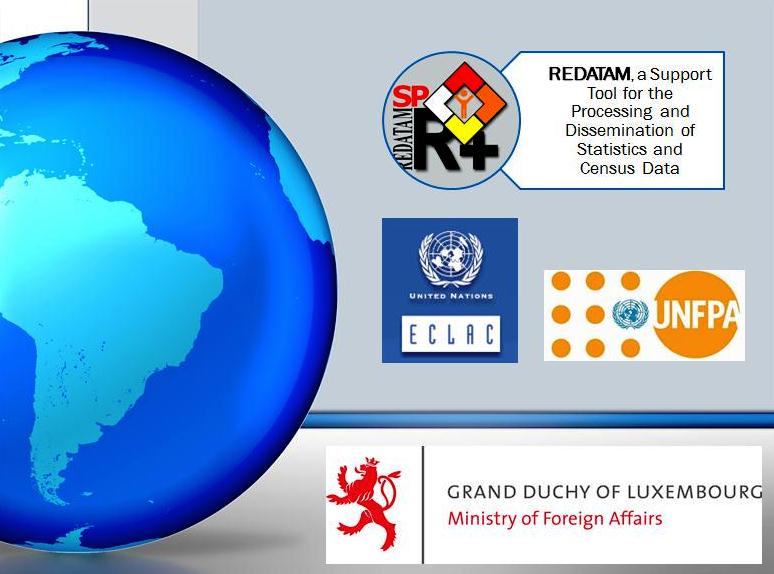 REDATAM, a Support
Tool for the
Processing and
Dissemination of
Statistics and
Census Data
SP
REDATAM
R+
UNITED NATIONS
ECLAC
UNFPA
GRAND DUCHY OF LUXEMBOURG
Ministry of Foreign Affairs